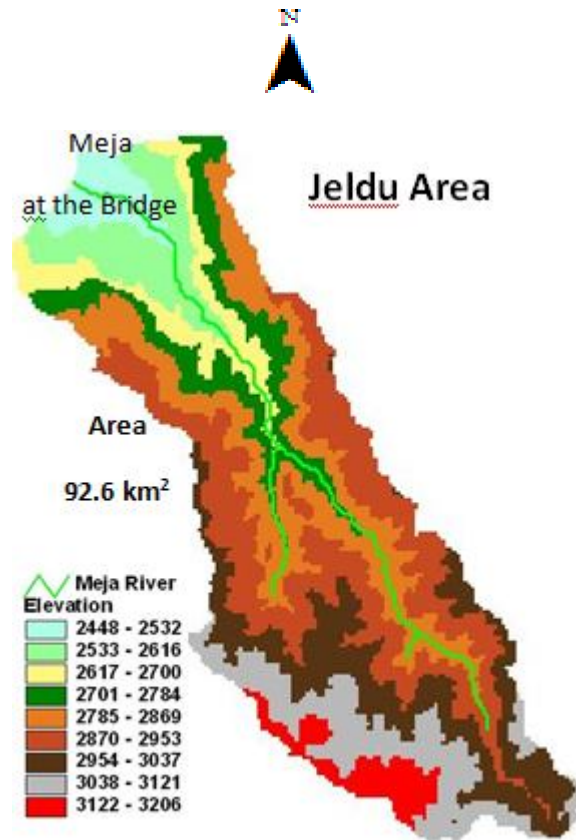 N
Meja
at the Bridge
Jeldu Area
Area
92.6 km²
Meja River
Elevation
2448 - 2532
2533 - 2616
2617 - 2700
2701 - 2784
2785 - 2869
2870 - 2953
2954 - 3037
3038 - 3121
3122 - 3206